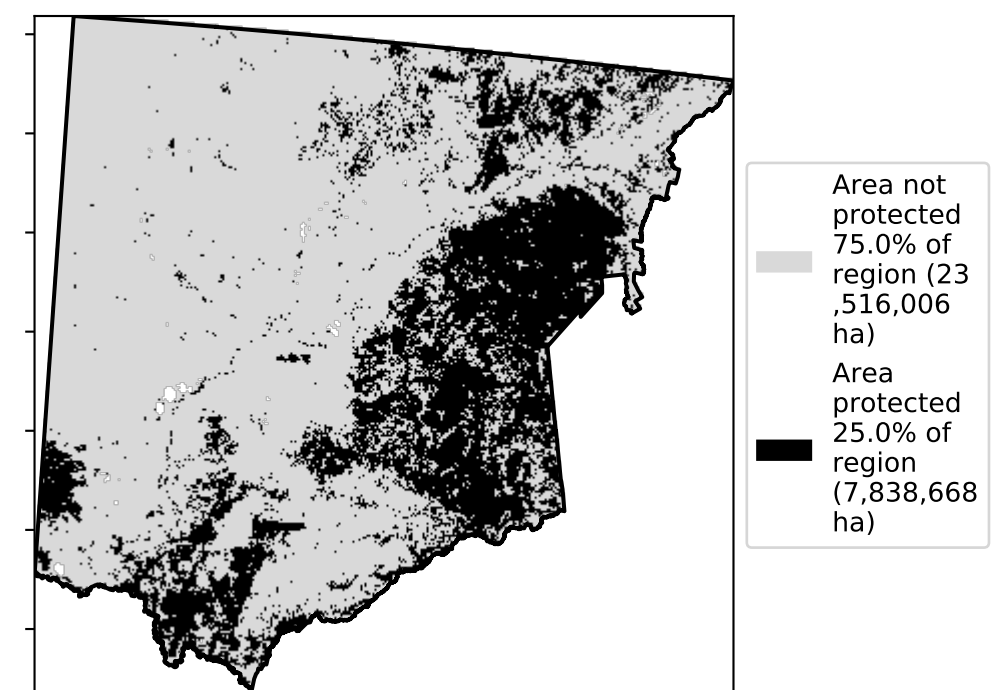 Area not
protected
75.0% of
region (23
,516,006
ha)
Area
protected
25.0% of
region
(7,838,668
ha)